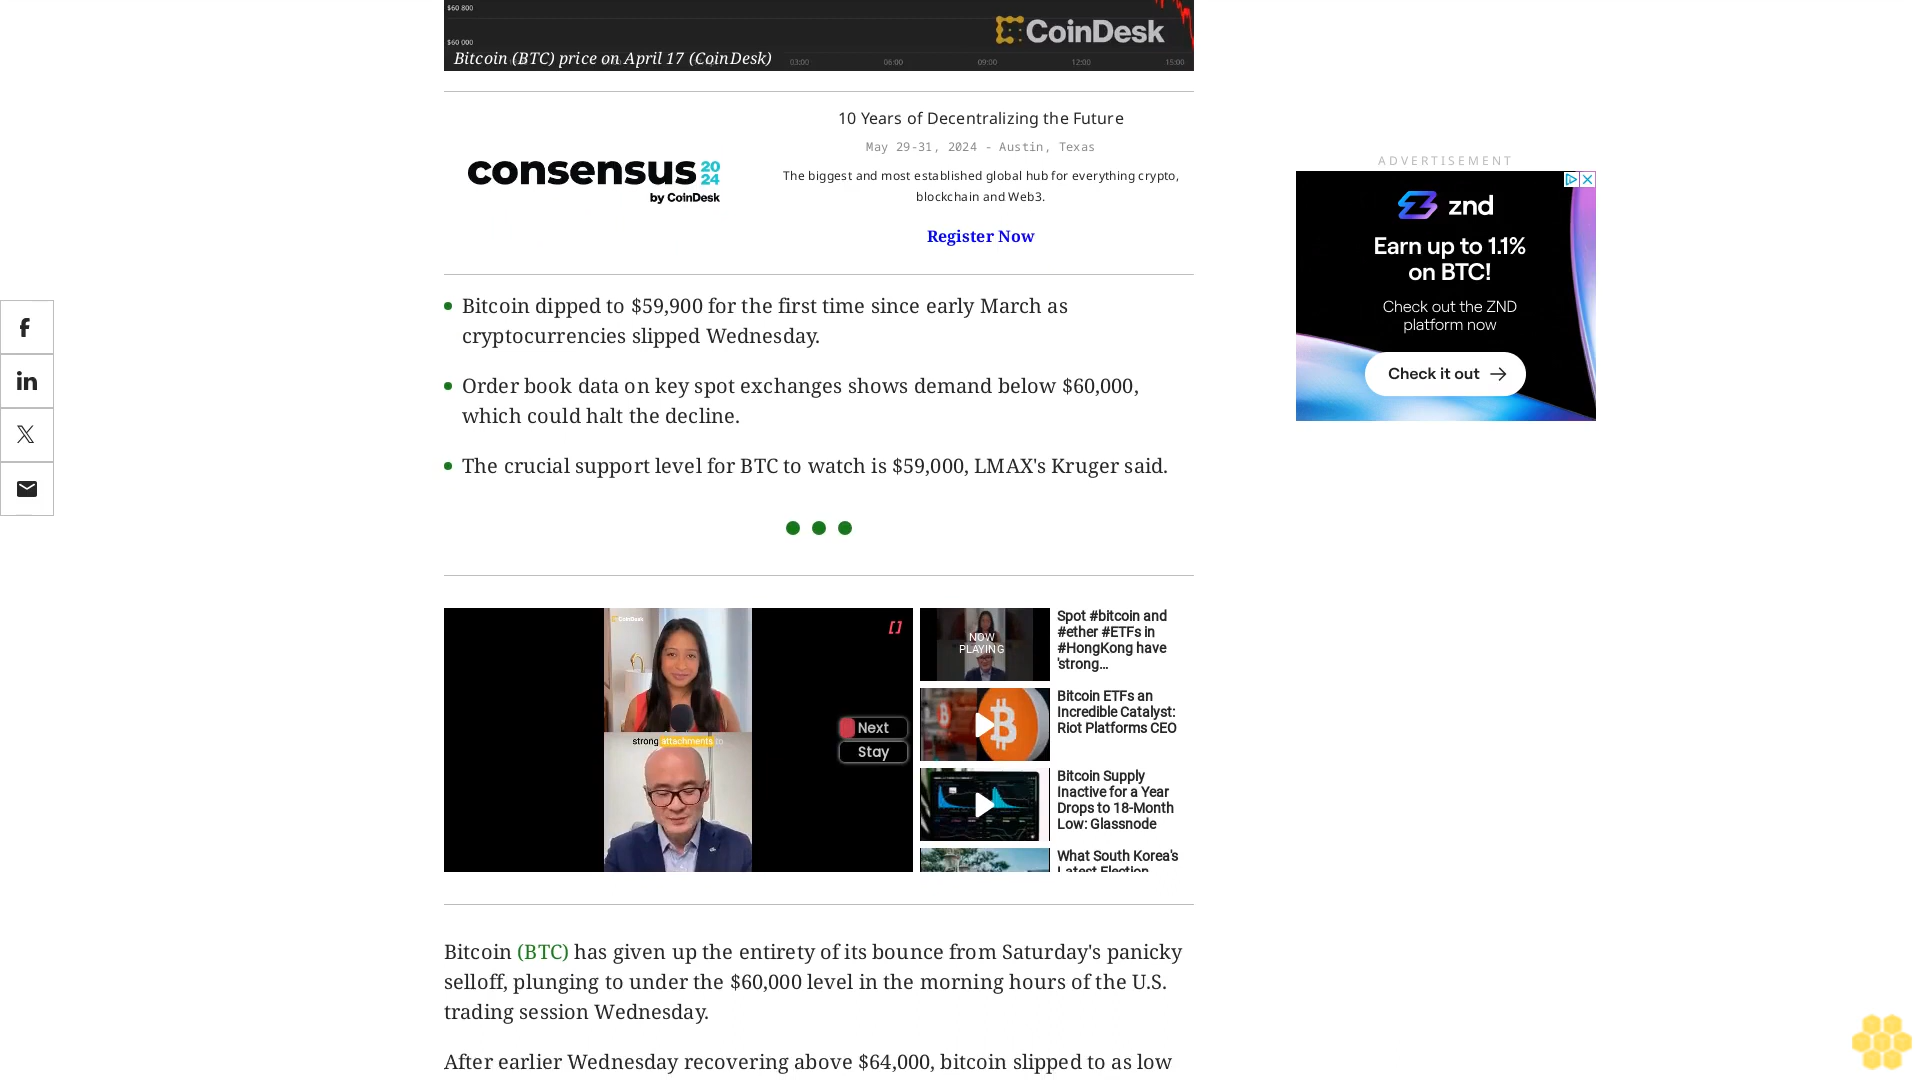 $60 800
CoinDesk
$60 000
Bitcoin (BTC) price on April 17 (CoinDesk)
03:00 06:00 09:00 12:00 15:00
consensus 2024
by CoinDesk
10 Years of Decentralizing the Future
May 29-31, 2024 - Austin, Texas
The biggest and most established global hub for everything crypto,
blockchain and Web3.
Register Now
ADVERTISEMENT
znd
Earn up to 1.1%
on BTC!
Check out the ZND
platform now
Check it out →
f
in
X
Bitcoin dipped to $59,900 for the first time since early March as
cryptocurrencies slipped Wednesday.
Order book data on key spot exchanges shows demand below $60,000,
which could halt the decline.
The crucial support level for BTC to watch is $59,000, LMAX's Kruger said.
CoinDesk
strong attachments to
Next
Stay
NOW
PLAYING
Spot #bitcoin and
#ether #ETFs in
#HongKong have
'strong...
Bitcoin ETFs an
Incredible Catalyst:
Riot Platforms CEO
Bitcoin Supply
Inactive for a Year
Drops to 18-Month
Low: Glassnode
What South Korea's
Latest Election
Bitcoin (BTC) has given up the entirety of its bounce from Saturday's panicky
selloff, plunging to under the $60,000 level in the morning hours of the U.S.
trading session Wednesday.
After earlier Wednesday recovering above $64,000, bitcoin slipped to as low